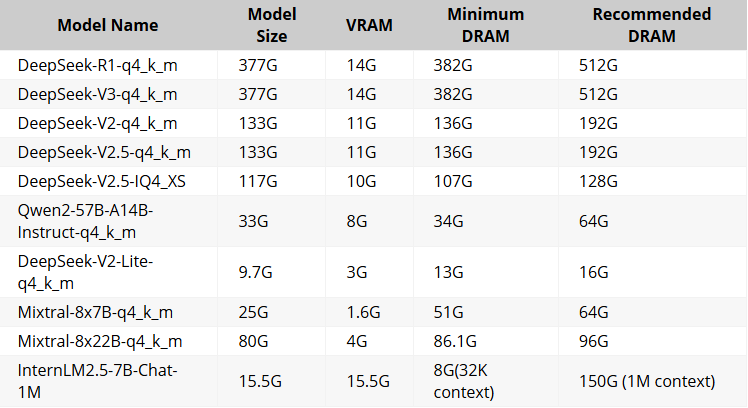 Model Name Model Size VRAM Minimum DRAM Recommended DRAM
DeepSeek-R1-q4_k_m 377G 14G 382G 512G
DeepSeek-V3-q4_k_m 377G 14G 382G 512G
DeepSeek-V2-q4_k_m 133G 11G 136G 192G
DeepSeek-V2.5-q4_k_m 133G 11G 136G 192G
DeepSeek-V2.5-IQ4_XS 117G 10G 107G 128G
Qwen2-57B-A14B-
Instruct-q4_k_m 33G 8G 34G 64G
DeepSeek-V2-Lite-
q4_k_m 9.7G 3G 13G 16G
Mixtral-8x7B-q4_k_m 25G 1.6G 51G 64G
Mixtral-8x22B-q4_k_m 80G 4G 86.1G 96G
InternLM2.5-7B-Chat-
1M 15.5G 15.5G 8G(32K
context) 150G (1M context)